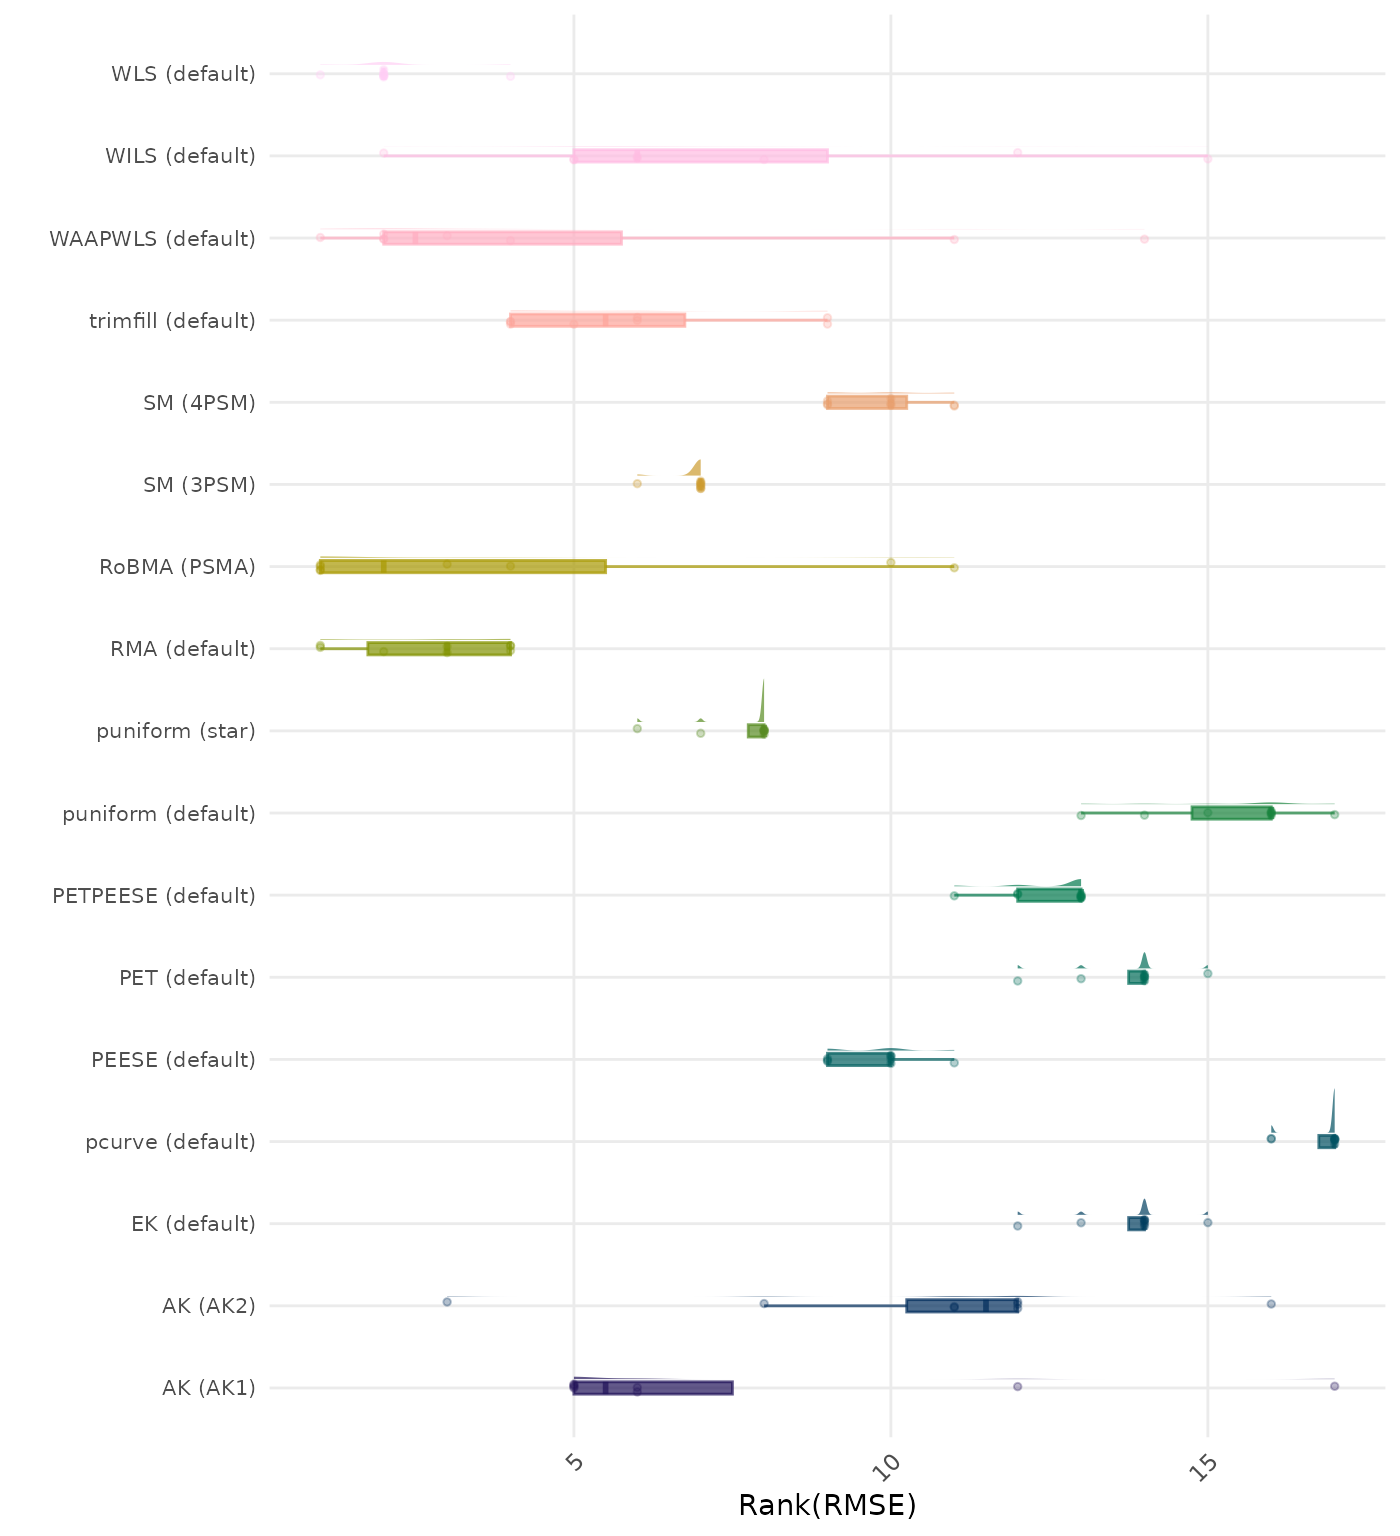 WLS (default)
WILS (default)
WAAPWLS (default)
trimfill (default)
SM (4PSM)
SM (3PSM)
RoBMA (PSMA)
RMA (default)
puniform (star)
puniform (default)
PETPEESE (default)
PET (default)
PEESE (default)
pcurve (default)
EK (default)
AK (AK2)
AK (AK1)
5
10
15
Rank(RMSE)